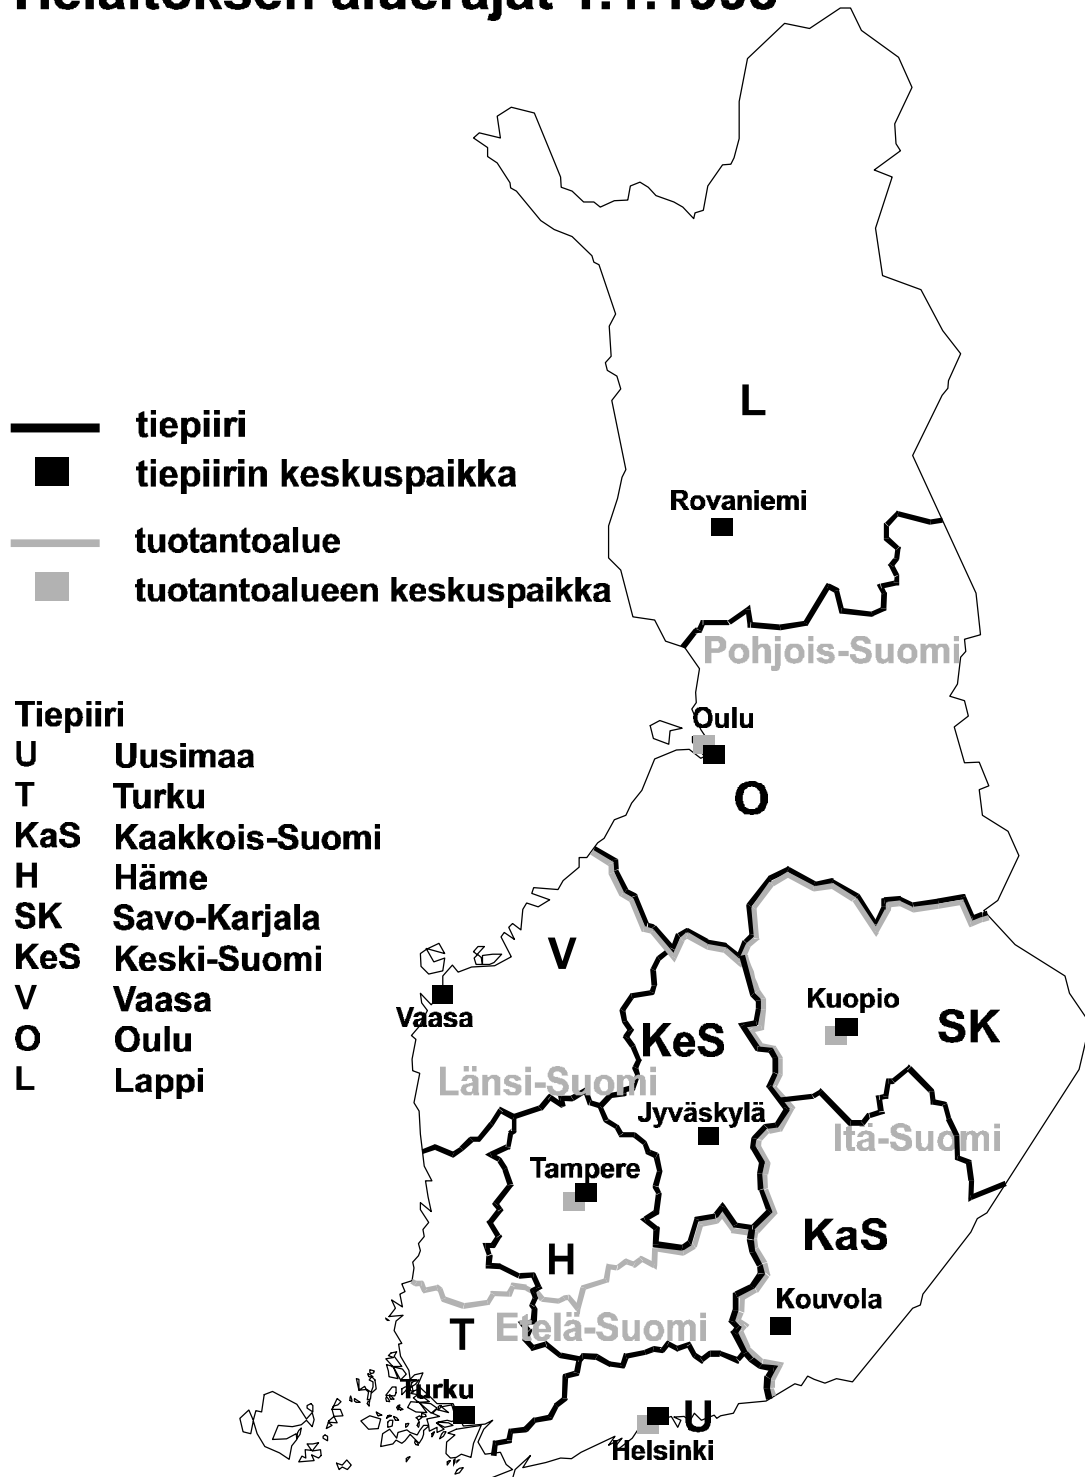 tiepiiri
tiepiirin keskuspaikka
tuotantoalue
tuotantoalueen keskuspaikka
Tiepiiri
U Uusimaa
T Turku
KaS Kaakkois-Suomi
H Häme
SK Savo-Karjala
KeS Keski-Suomi
V Vaasa
O Oulu
L Lappi
L
Rovaniemi
Pohjois-Suomi
Oulu
O
V
Vaasa
KeS
Kuopio
SK
Länsi-Suomi
Jyväskylä
Itä-Suomi
Tampere
H
KaS
Kouvola
T
Etelä-Suomi
Turku
U
Helsinki